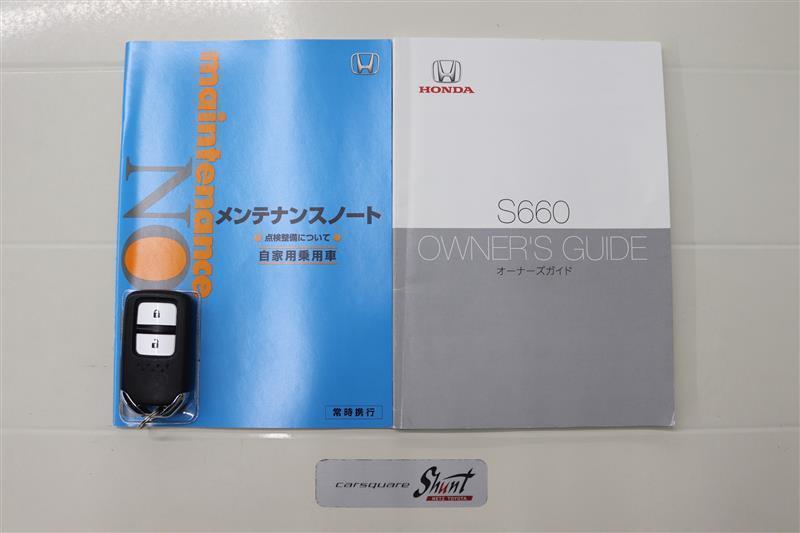 maintenance
NO
メンテナンスノート
点検整備について
自家用乗用車
常時携行
HONDA
S660
OWNER'S GUIDE
オーナーズガイド
carsquare Shunt
NETZ TOYOTA